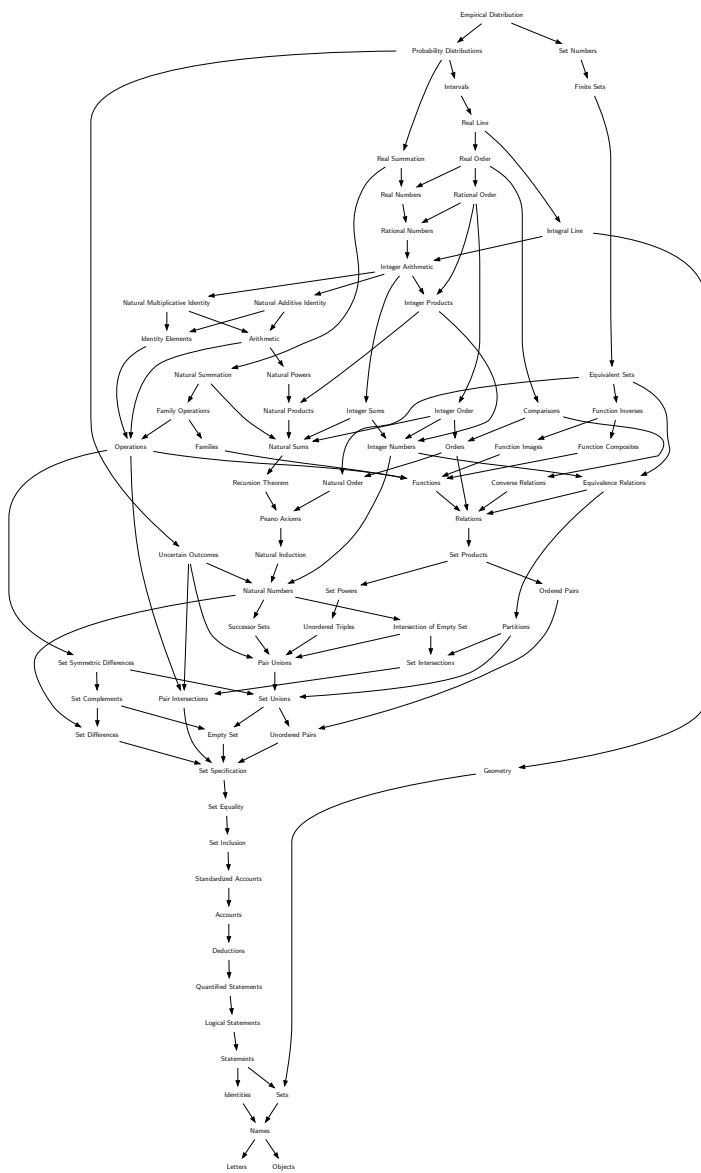 Empirical Distribution
Probability Distributions
Set Numbers
Intervals
Finite Sets
Real Line
Real Summation
Real Order
Real Numbers
Rational Order
Rational Numbers
Integral Line
Integer Arithmetic
Natural Multiplicative Identity
Natural Additive Identity
Integer Products
Identity Elements
Arithmetic
Natural Summation
Natural Powers
Equivalent Sets
Family Operations
Natural Products
Integer Sums
Integer Order
Comparisons
Function Inverses
Operations
Families
Natural Sums
Integer Numbers
Orders
Function Images
Function Composites
Recursion Theorem
Natural Order
Functions
Converse Relations
Equivalence Relations
Peano Axioms
Relations
Uncertain Outcomes
Natural Induction
Set Products
Natural Numbers
Set Powers
Ordered Pairs
Successor Sets
Unordered Triples
Intersection of Empty Set
Partitions
Set Symmetric Differences
Pair Unions
Set Intersections
Set Complements
Pair Intersections
Set Unions
Set Differences
Empty Set
Unordered Pairs
Set Specification
Geometry
Set Equality
Set Inclusion
Standardized Accounts
Accounts
Deductions
Quantified Statements
Logical Statements
Statements
Identities
Sets
Names
Letters
Objects